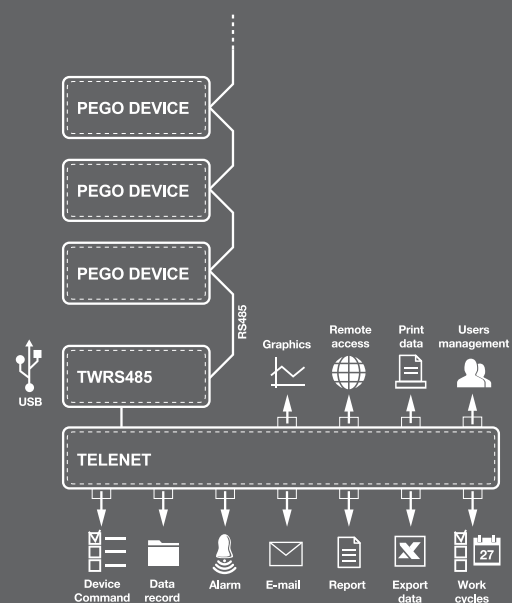 PEGO DEVICE
PEGO DEVICE
PEGO DEVICE
RS485
TWRS485
USB
Graphics
Remote
access
Print
data
Users
management
TELENET
27
Device
Command
Data
record
Alarm
E-mail
Report
Export
data
Work
cycles